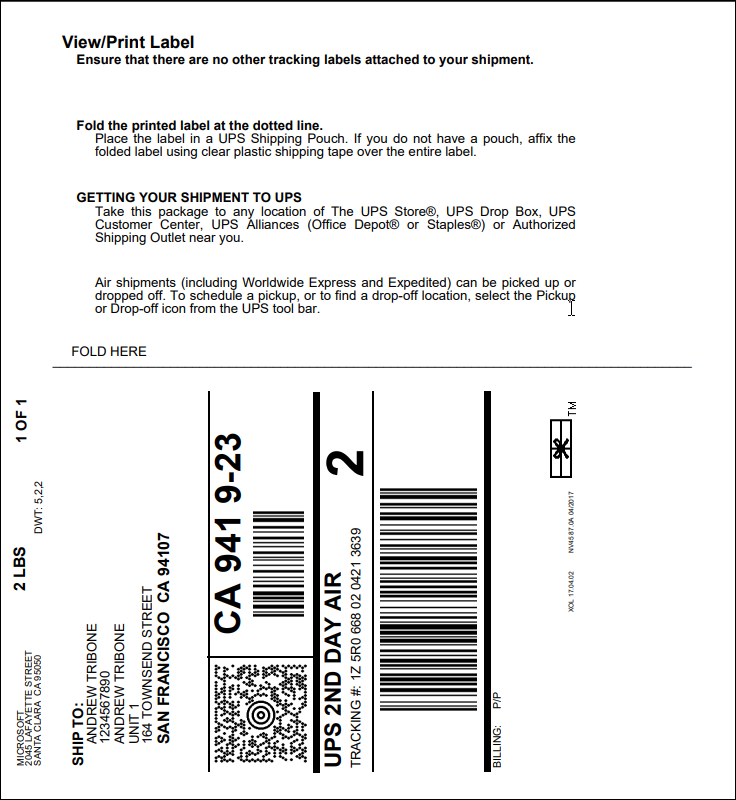 View/Print Label
Ensure that there are no other tracking labels attached to your shipment.
Fold the printed label at the dotted line.
Place the label in a UPS Shipping Pouch. If you do not have a pouch, affix the
folded label using clear plastic shipping tape over the entire label.
GETTING YOUR SHIPMENT TO UPS
Take this package to any location of The UPS Store®, UPS Drop Box, UPS
Customer Center, UPS Alliances (Office Depot® or Staples®) or Authorized
Shipping Outlet near you.
Air shipments (including Worldwide Express and Expedited) can be picked up or
dropped off. To schedule a pickup, or to find a drop-off location, select the Pickup
or Drop-off icon from the UPS tool bar.
FOLD HERE
MICROSOFT
2045 LAFAYETTE STREET
SANTA CLARA CA 95050
2 LBS
1 OF 1
DWT: 5,2,2
SHIP TO:
ANDREW TRIBONE
1234567890
ANDREW TRIBONE
UNIT 1
164 TOWNSEND STREET
SAN FRANCISCO CA 94107
CA 941 9-23
UPS 2ND DAY AIR
2
TRACKING #: 1Z 5R0 668 02 0421 3639
BILLING: P/P
XOL 17.04.02 NV45 87.0A 04/2017
TM